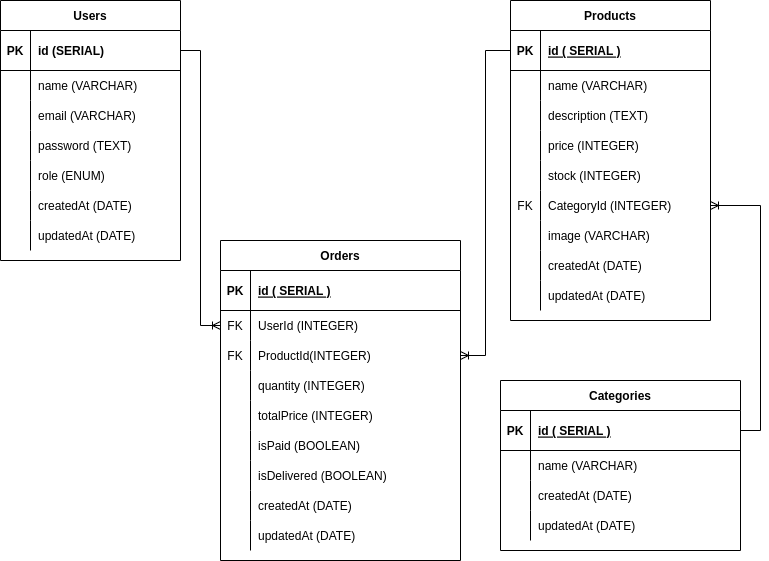 Users
PK id (SERIAL)
name (VARCHAR)
email (VARCHAR)
password (TEXT)
role (ENUM)
createdAt (DATE)
updatedAt (DATE)
Products
PK id ( SERIAL )
name (VARCHAR)
description (TEXT)
price (INTEGER)
stock (INTEGER)
FK CategoryId (INTEGER)
image (VARCHAR)
createdAt (DATE)
updatedAt (DATE)
Orders
PK id ( SERIAL )
FK UserId (INTEGER)
FK ProductId(INTEGER)
quantity (INTEGER)
totalPrice (INTEGER)
isPaid (BOOLEAN)
isDelivered (BOOLEAN)
createdAt (DATE)
updatedAt (DATE)
Categories
PK id ( SERIAL )
name (VARCHAR)
createdAt (DATE)
updatedAt (DATE)